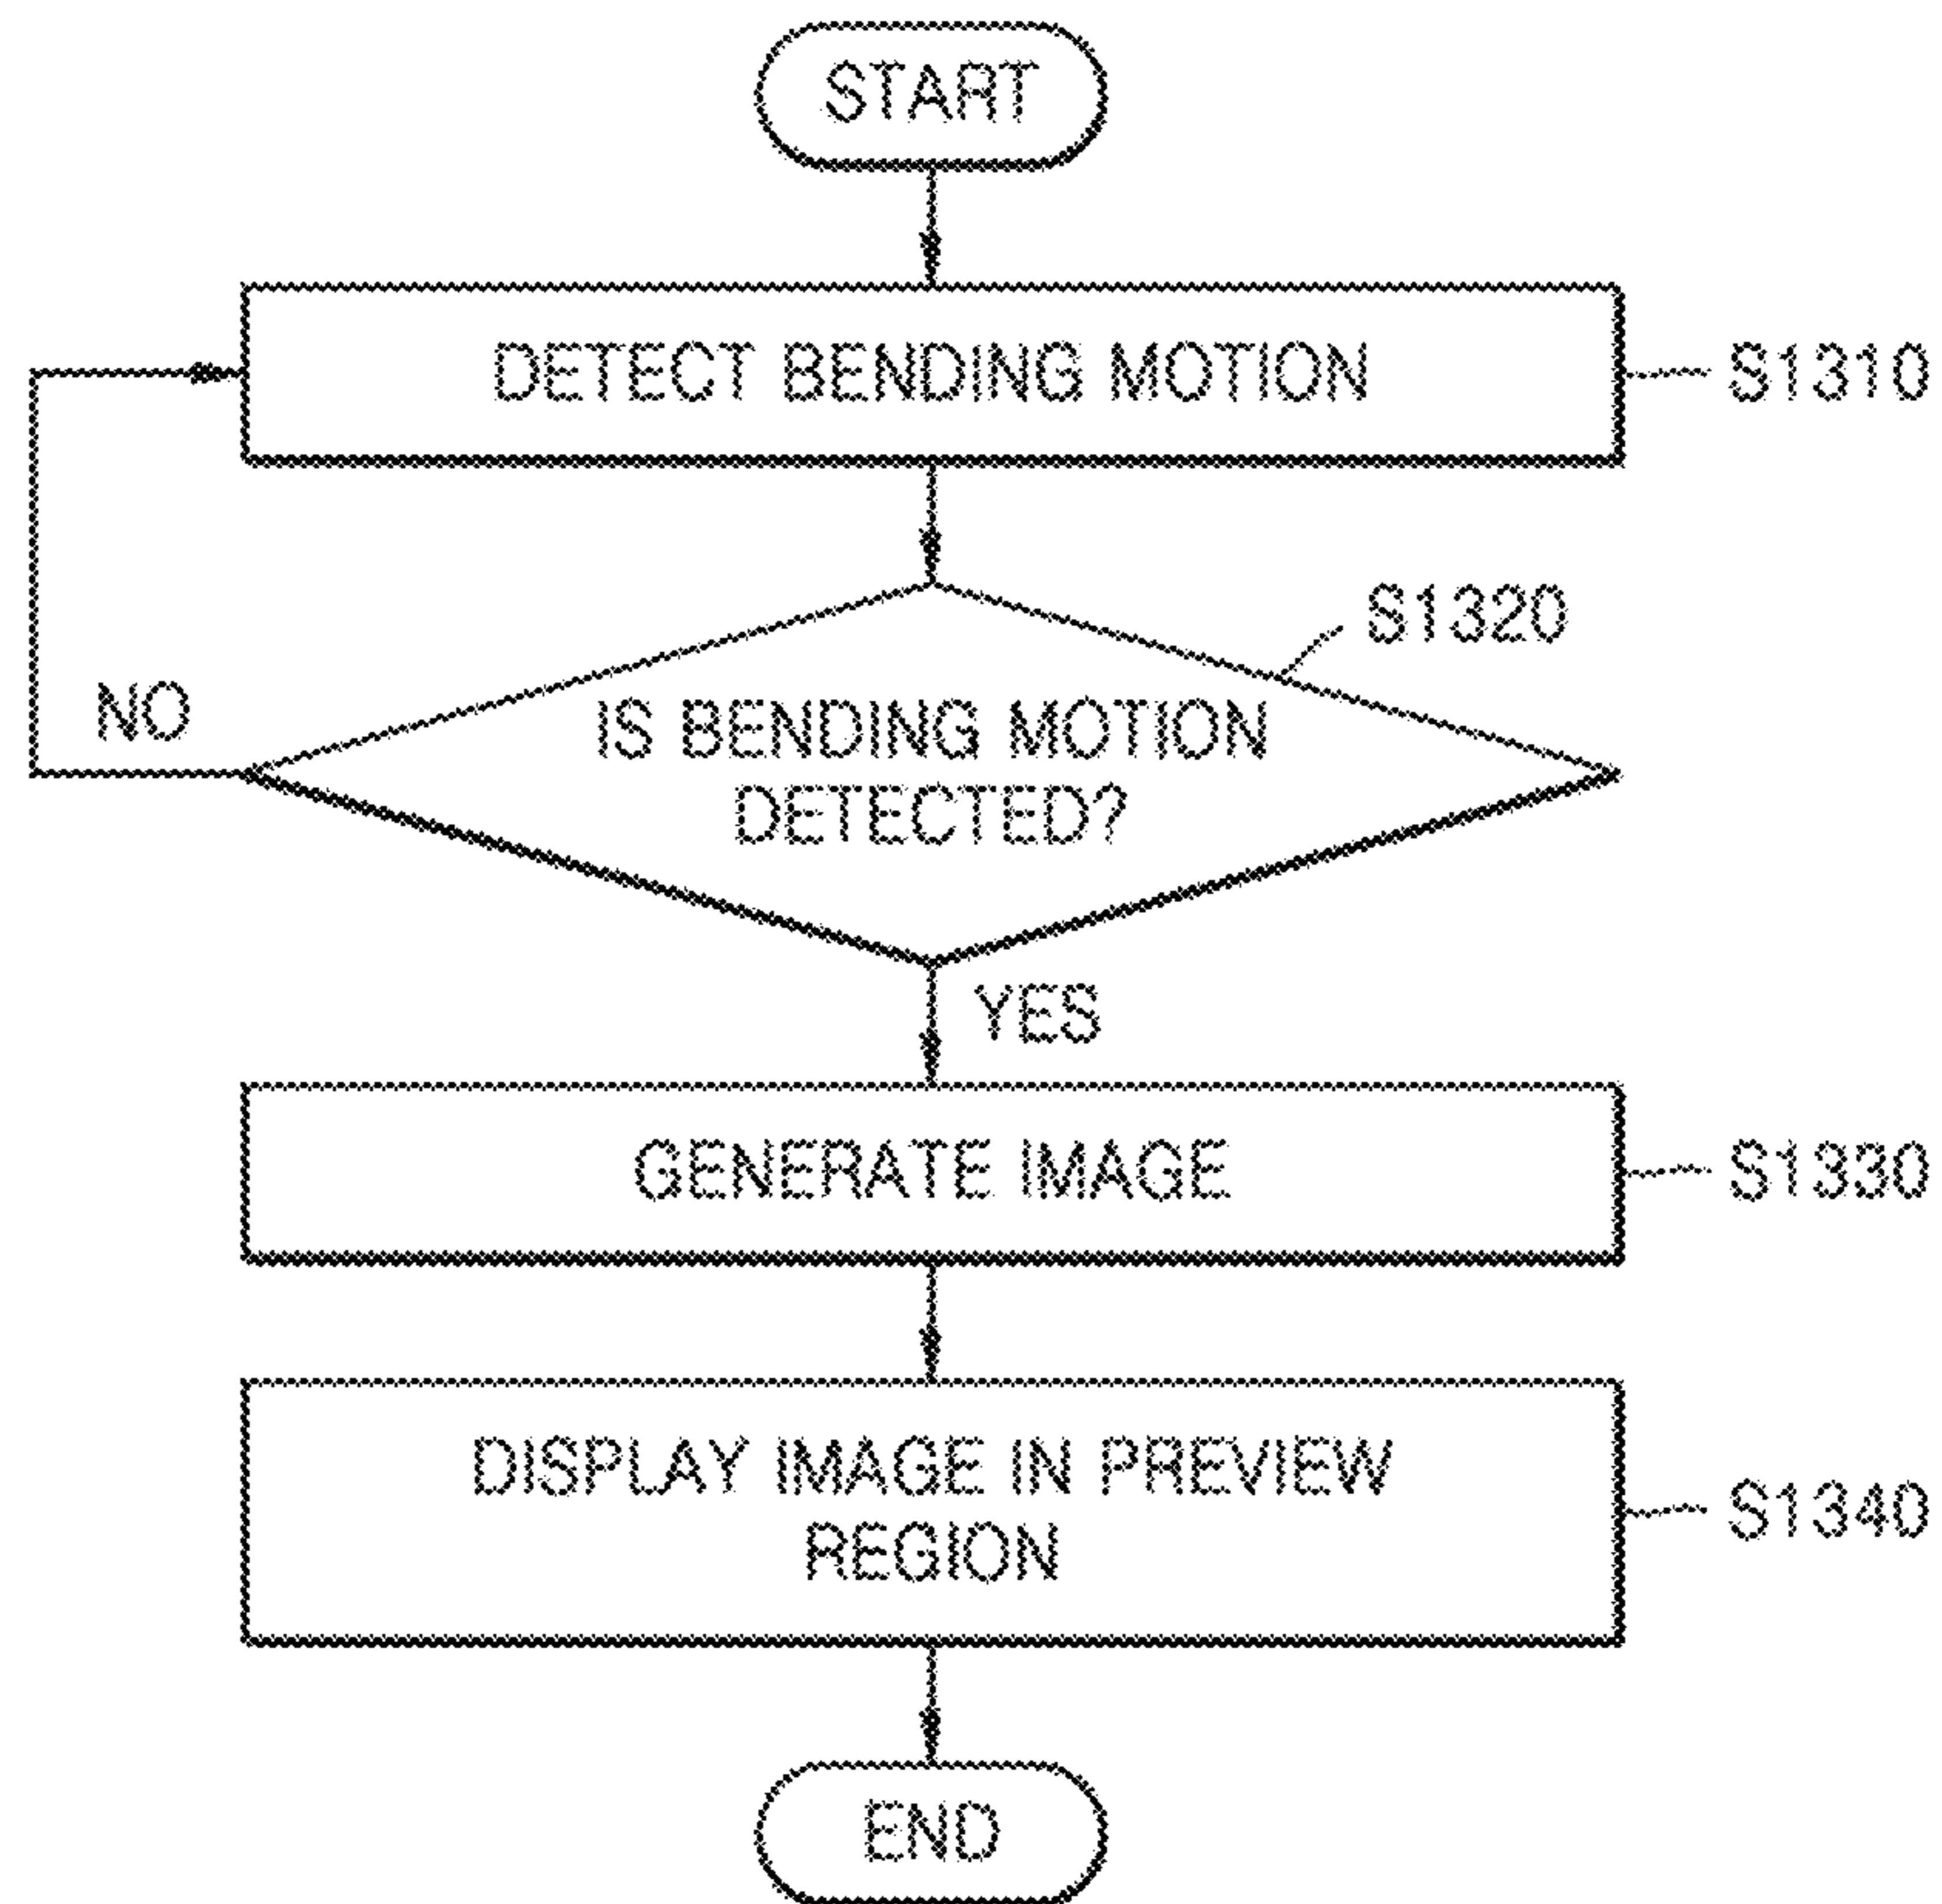 START
DETECT BENDING MOTION
S1310
S1320
IS BENDING MOTION
DETECTED?
NO
YES
GENERATE IMAGE
S1330
DISPLAY IMAGE IN PREVIEW
REGION
S1340
END